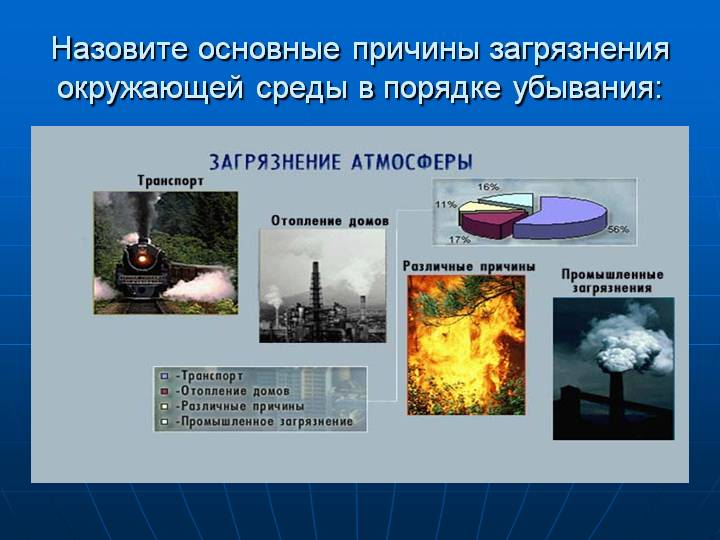 Назовите основные причины загрязнения
окружающей среды в порядке убывания:
ЗАГРЯЗНЕНИЕ АТМОСФЕРЫ
Транспорт
Отопление домов
16%
11%
17%
56%
Различные причины
Промышленные
загрязнения
-Транспорт
-Отопление домов
-Различные причины
-Промышленное загрязнение